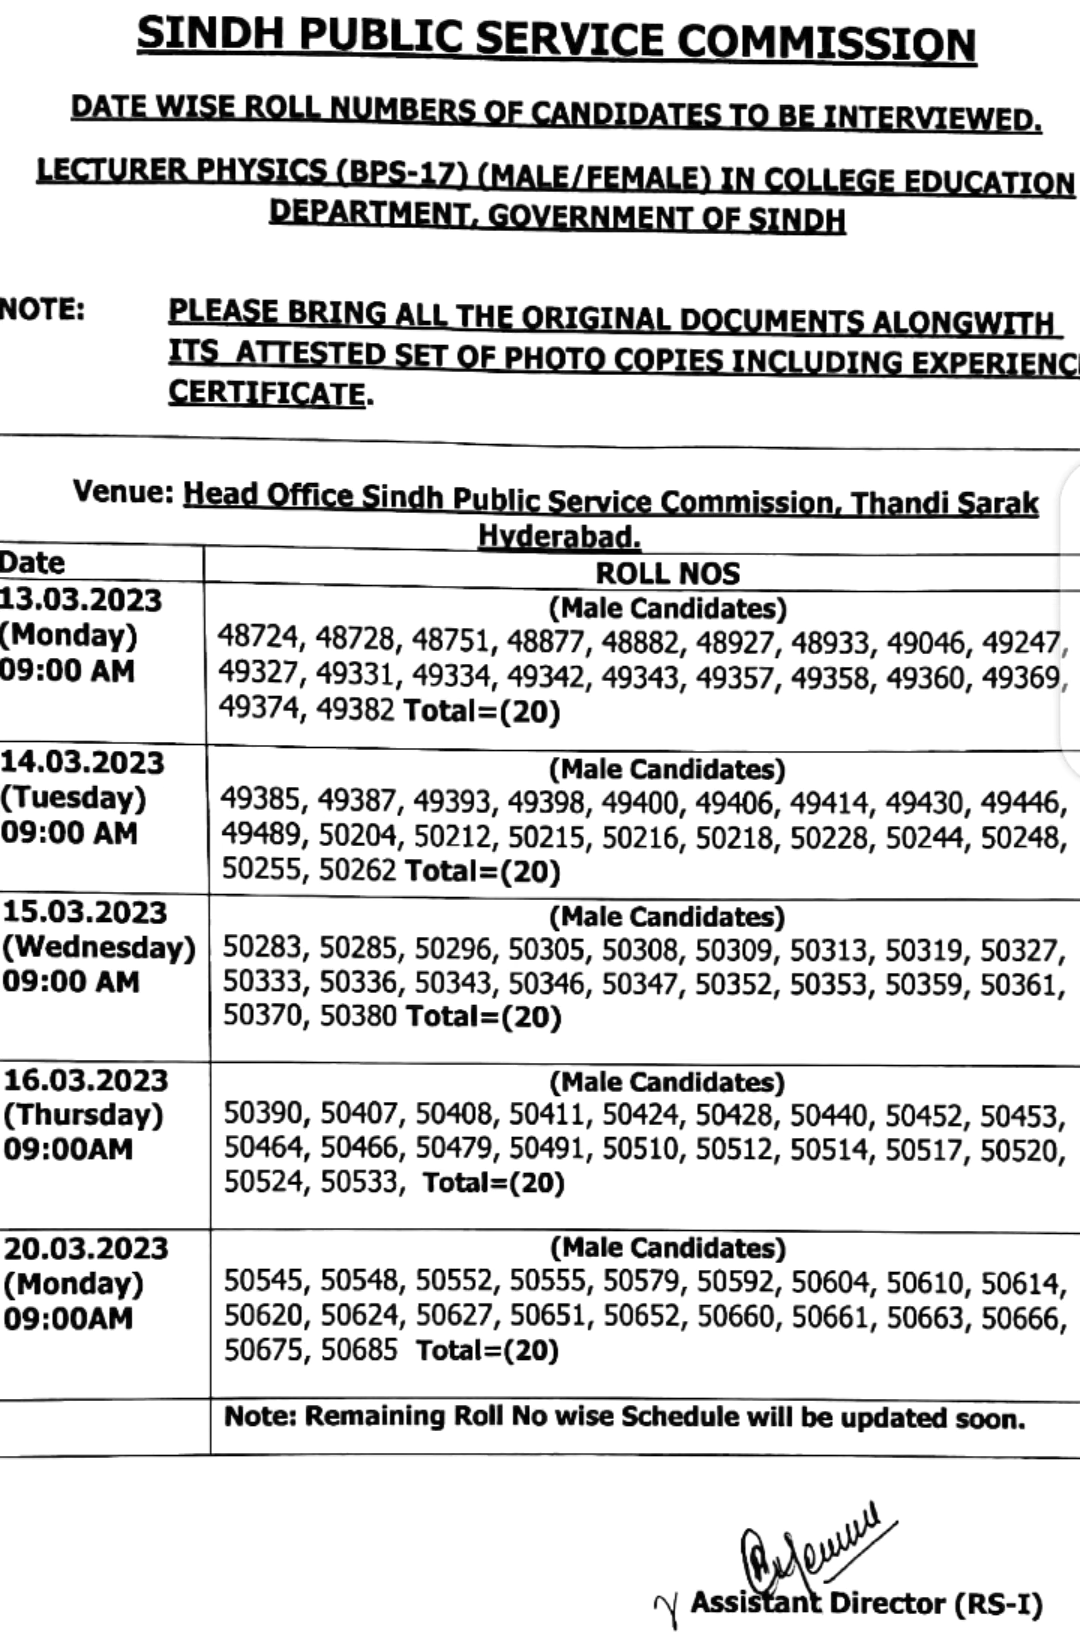 SINDH PUBLIC SERVICE COMMISSION
DATE WISE ROLL NUMBERS OF CANDIDATES TO BE INTERVIEWED.
LECTURER PHYSICS (BPS-17) (MALE/FEMALE) IN COLLEGE EDUCATION
DEPARTMENT, GOVERNMENT OF SINDH
NOTE: PLEASE BRING ALL THE ORIGINAL DOCUMENTS ALONGWITH
ITS ATTESTED SET OF PHOTO COPIES INCLUDING EXPERIENC
CERTIFICATE.
Venue: Head Office Sindh Public Service Commission, Thandi Sarak
Hyderabad.
Date
ROLL NOS
13.03.2023
(Monday)
09:00 AM
(Male Candidates)
48724, 48728, 48751, 48877, 48882, 48927, 48933, 49046, 49247,
49327, 49331, 49334, 49342, 49343, 49357, 49358, 49360, 49369,
49374, 49382 Total=(20)
14.03.2023
(Tuesday)
09:00 AM
(Male Candidates)
49385, 49387, 49393, 49398, 49400, 49406, 49414, 49430, 49446,
49489, 50204, 50212, 50215, 50216, 50218, 50228, 50244, 50248,
50255, 50262 Total=(20)
15.03.2023
(Wednesday)
09:00 AM
(Male Candidates)
50283, 50285, 50296, 50305, 50308, 50309, 50313, 50319, 50327,
50333, 50336, 50343, 50346, 50347, 50352, 50353, 50359, 50361,
50370, 50380 Total=(20)
16.03.2023
(Thursday)
09:00AM
(Male Candidates)
50390, 50407, 50408, 50411, 50424, 50428, 50440, 50452, 50453,
50464, 50466, 50479, 50491, 50510, 50512, 50514, 50517, 50520,
50524, 50533, Total=(20)
20.03.2023
(Monday)
09:00AM
(Male Candidates)
50545, 50548, 50552, 50555, 50579, 50592, 50604, 50610, 50614,
50620, 50624, 50627, 50651, 50652, 50660, 50661, 50663, 50666,
50675, 50685 Total=(20)
Note: Remaining Roll No wise Schedule will be updated soon.
Assistant Director (RS-I)